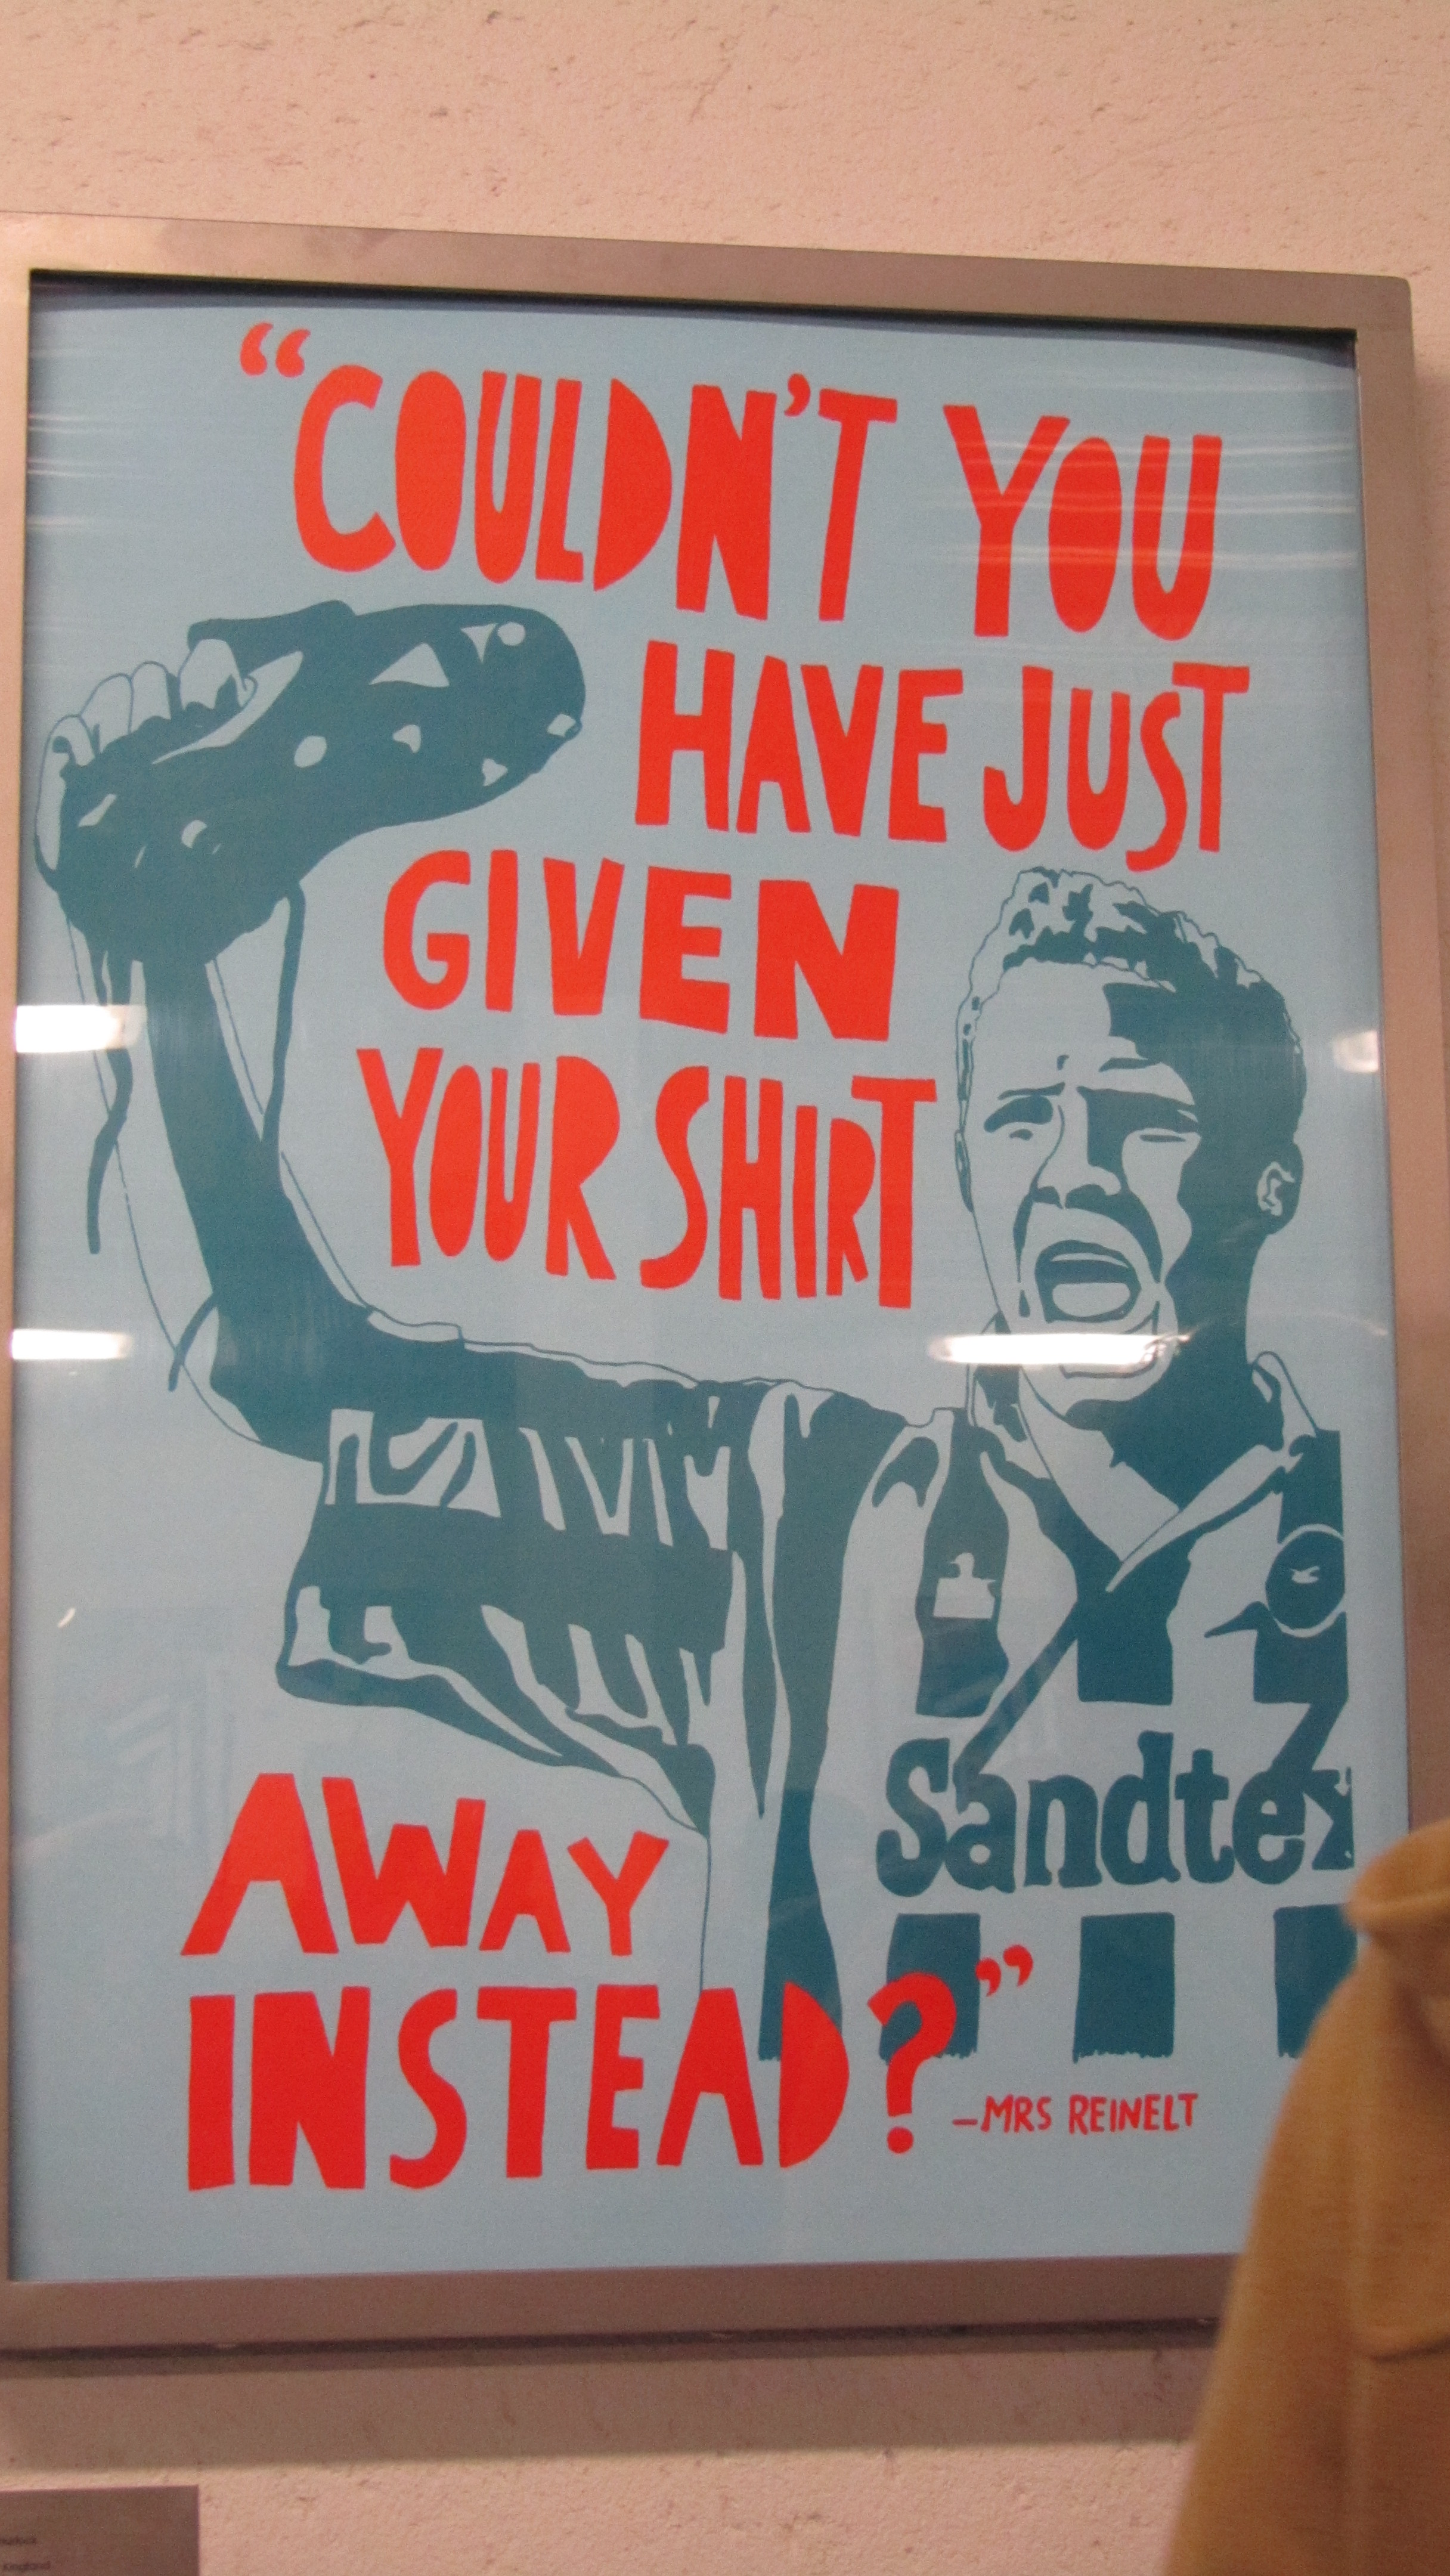 “COULDN’T YOU
HAVE JUST
GIVEN
YOUR SHIRT
Sandtex
AWAY
INSTEAD?”
–MRS REINELT